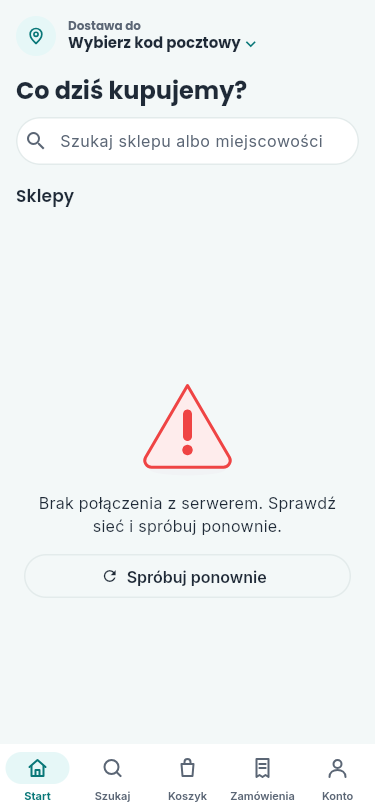 Dostawa do
Wybierz kod pocztowy
Co dziś kupujemy?
Szukaj sklepu albo miejscowości
Sklepy
Brak połączenia z serwerem. Sprawdź
sieć i spróbuj ponownie.
Spróbuj ponownie
Start
Szukaj
Koszyk
Zamówienia
Konto